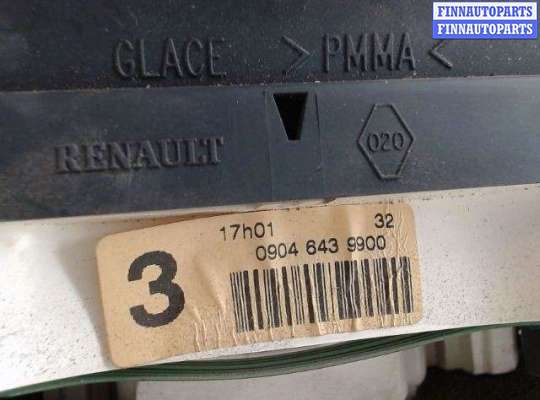 FINNAUTOPARTS
FINNAUTOPARTS
GLACE >PMMA<
RENAULT 020
17h01 32
3 0904 643 9900